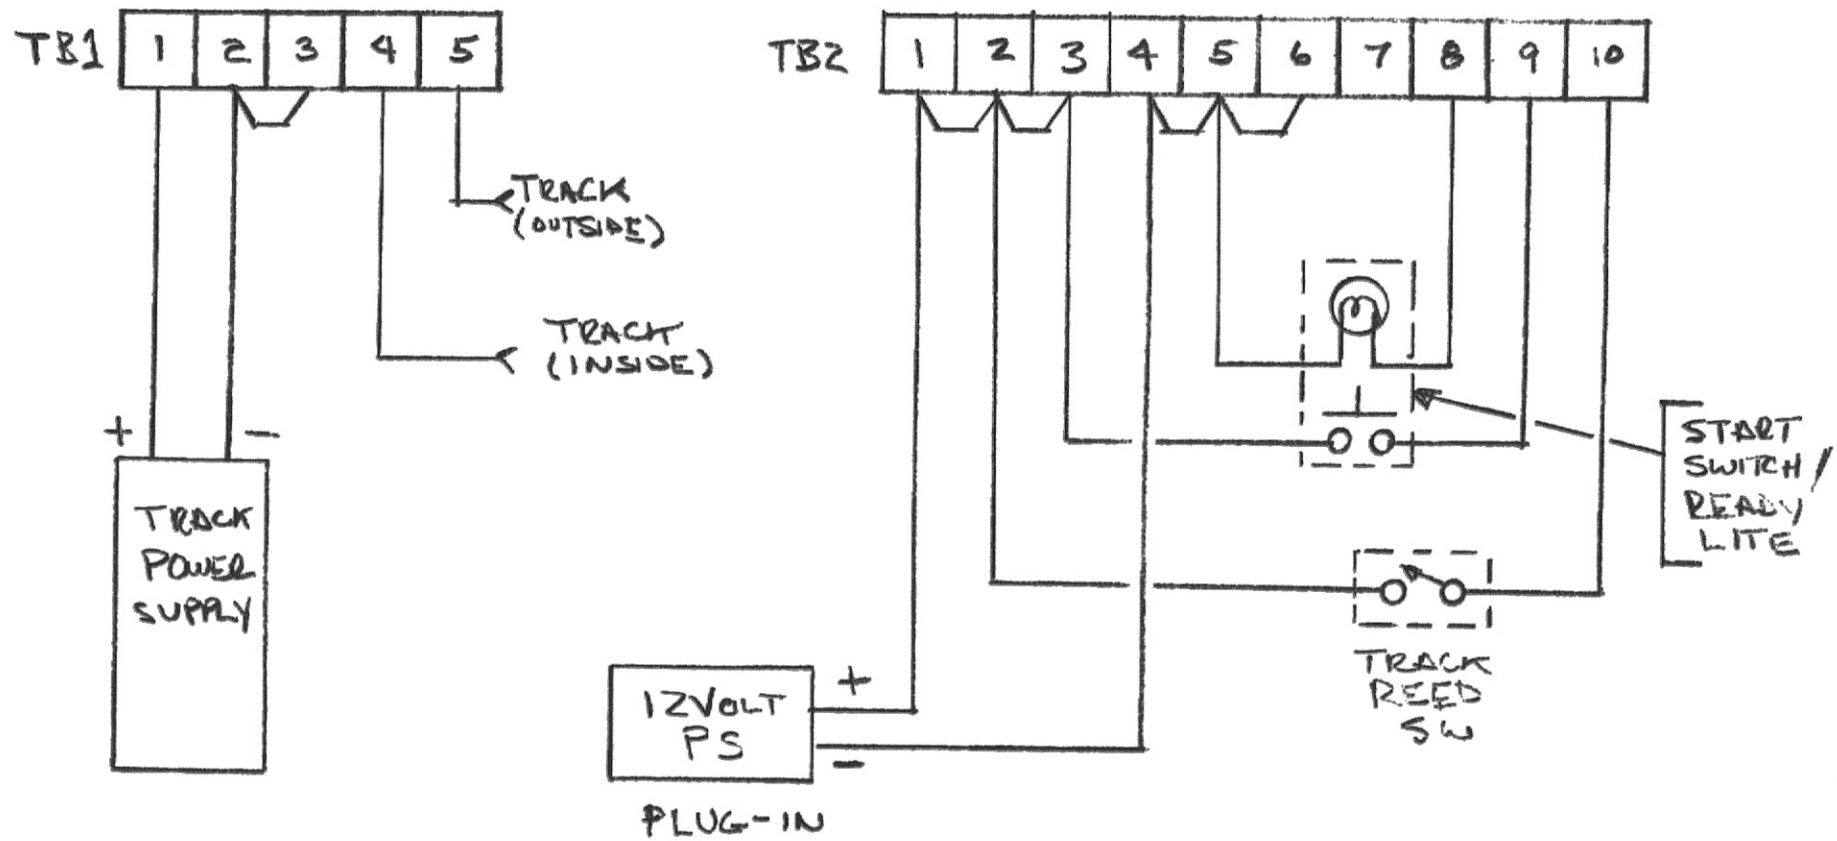 TB1 1 2 3 4 5
TB2 1 2 3 4 5 6 7 8 9 10
TRACK
(OUTSIDE)
TRACK
(INSIDE)
+ −
TRACK
POWER
SUPPLY
START
SWITCH/
READY
LITE
TRACK
REED
SW
+
12VOLT
PS
−
PLUG-IN